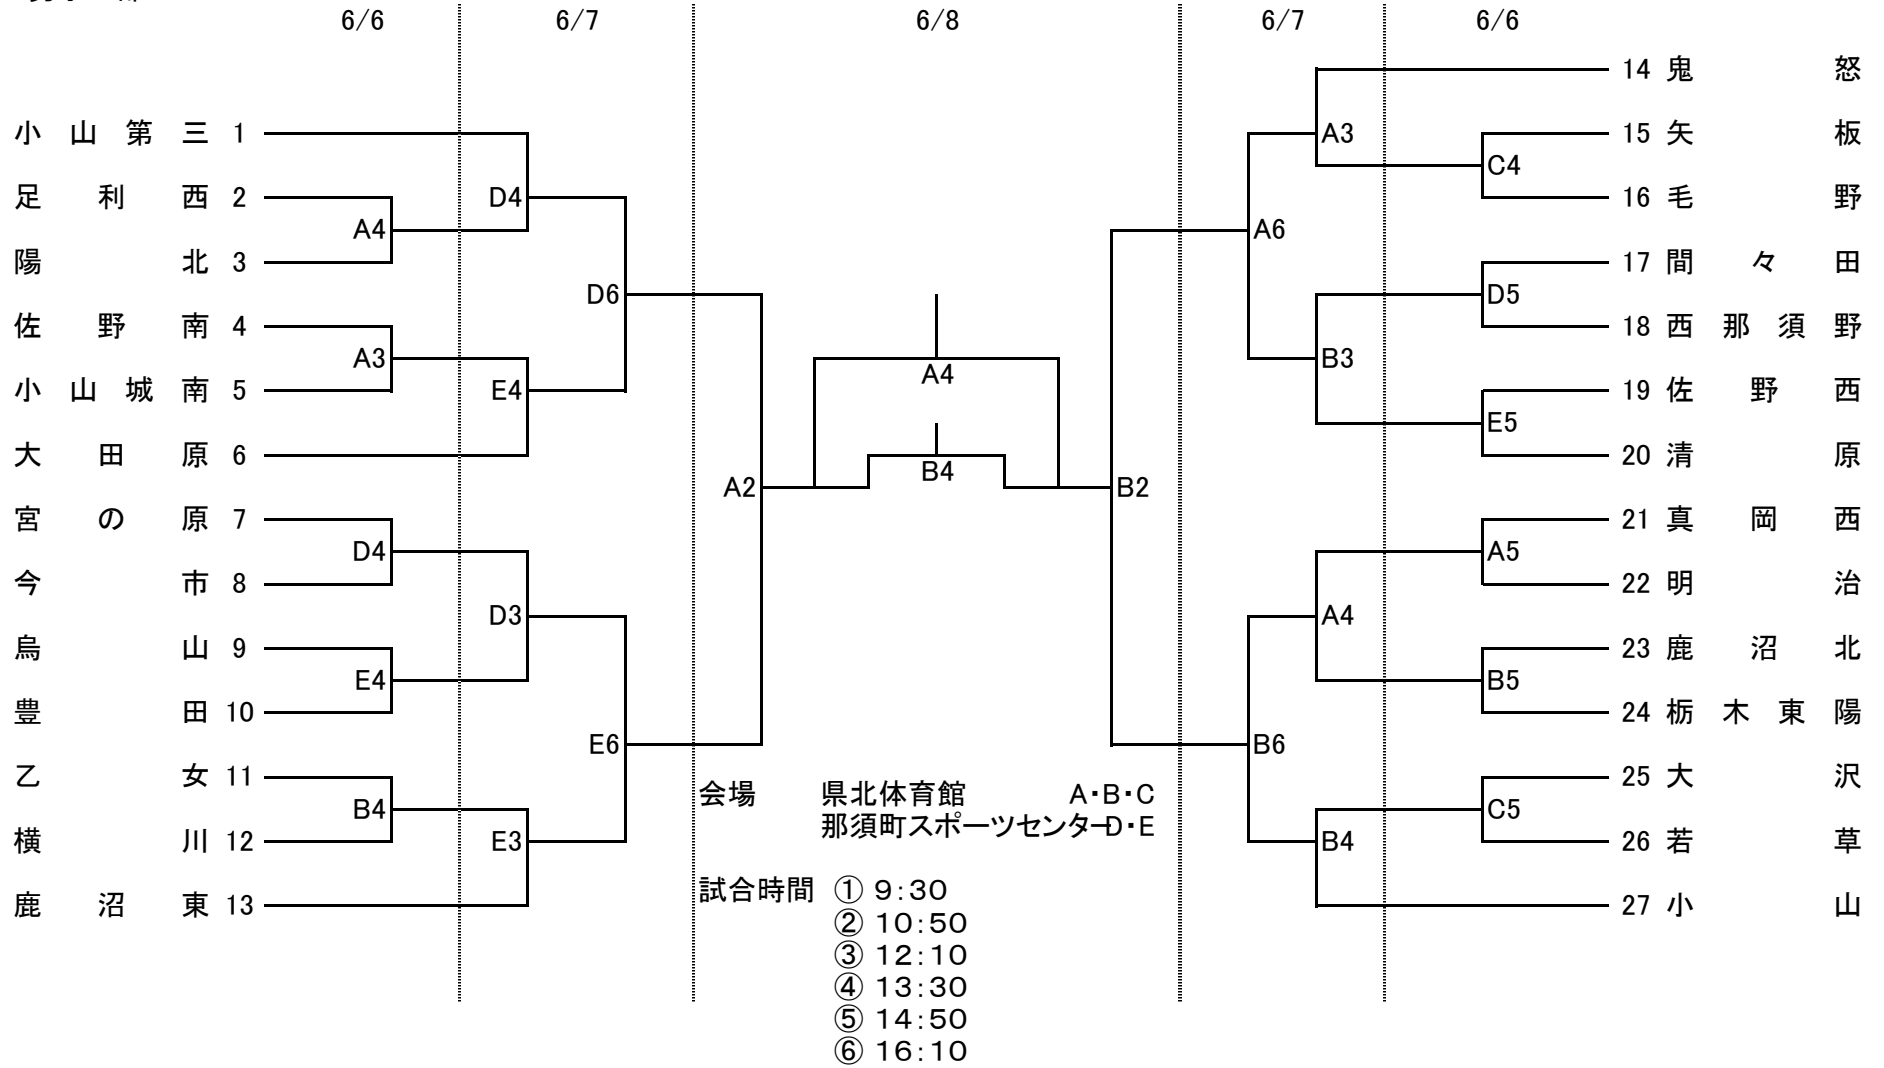 6/6 6/7 6/8 6/7 6/6
14 鬼怒
小山第三 1 A3 15 矢板
C4
足利西 2 D4 16 毛野
A4 A6
陽北 3 17 間々田
D6 D5
佐野南 4 18 西那須野
A3 A4 B3
小山城南 5 E4 19 佐野西
E5
大田原 6 B4 20 清原
A2 B2
宮の原 7 21 真岡西
D4 A5
今市 8 22 明治
D3 A4
烏山 9 23 鹿沼北
E4 B5
豊田 10 24 栃木東陽
E6 B6
乙女 11 25 大沢
会場 県北体育館 A・B・C
B4 C5
那須町スポーツセンターD・E
横川 12 E3 B4 26 若草
試合時間 ① 9:30
鹿沼東 13 27 小山
② 10:50
③ 12:10
④ 13:30
⑤ 14:50
⑥ 16:10